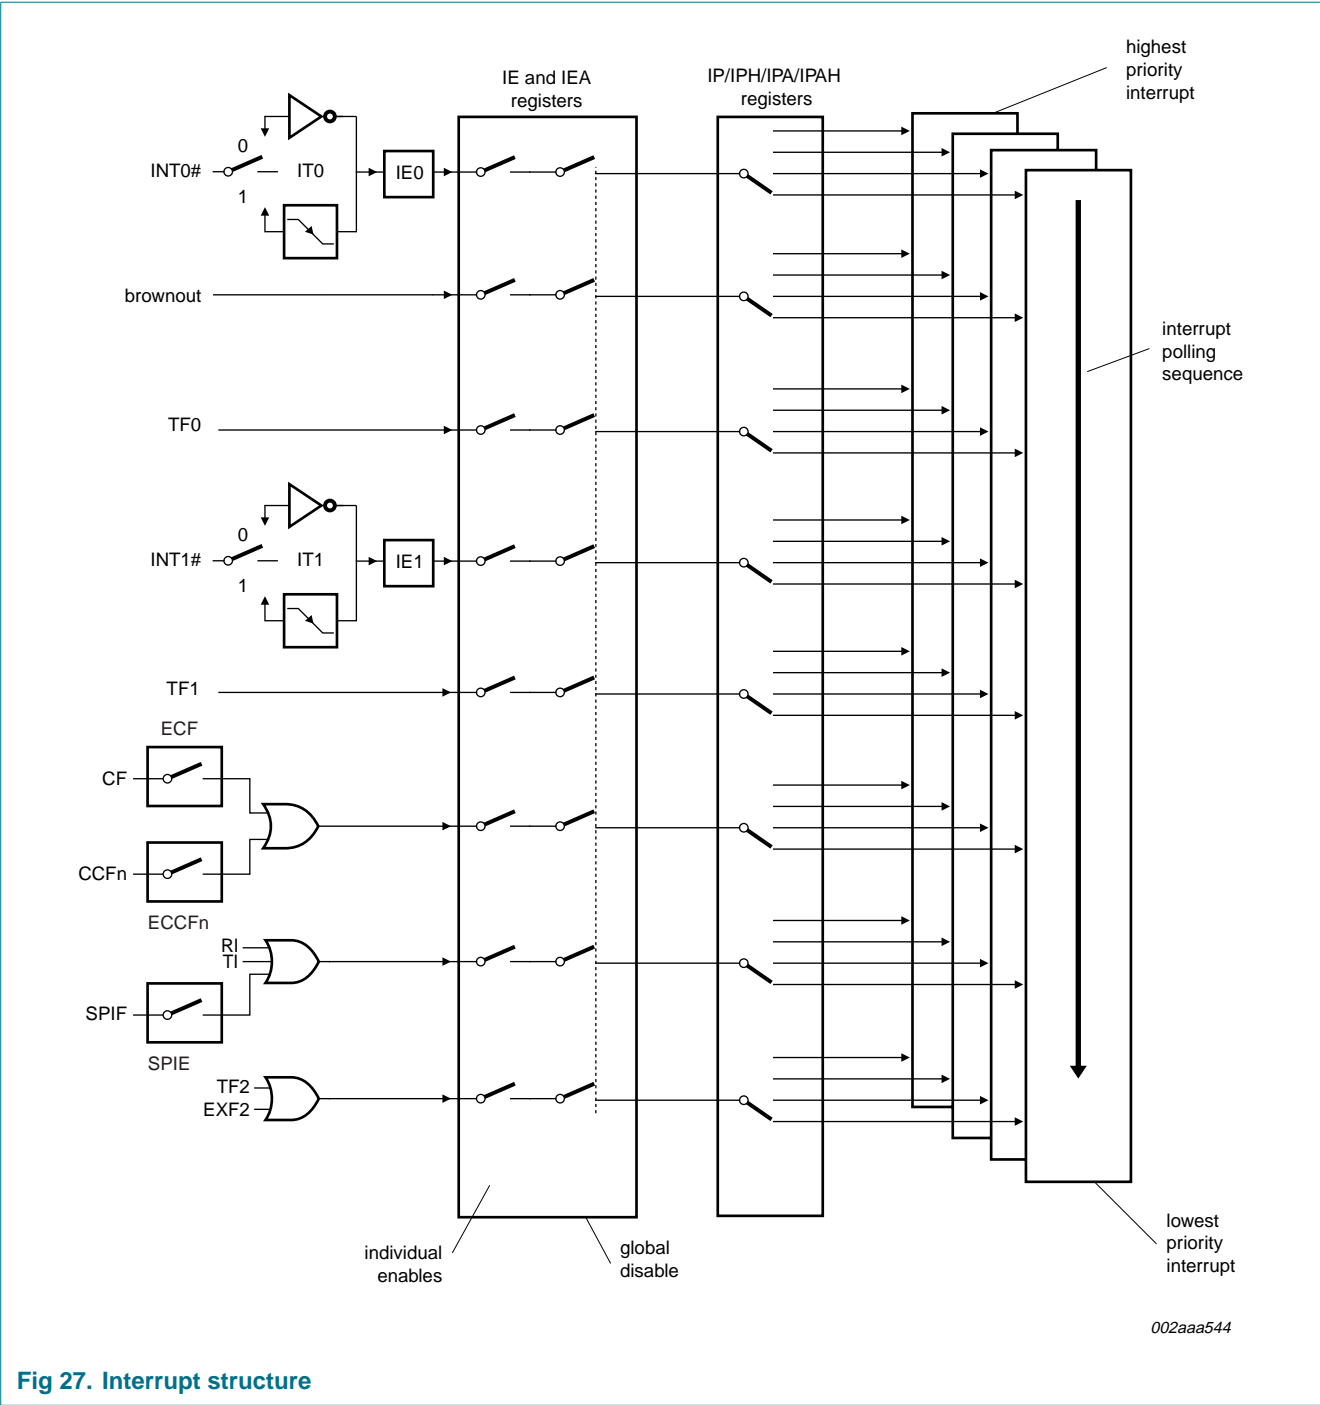 highest
priority
interrupt
IE and IEA
registers
IP/IPH/IPA/IPAH
registers
0
INT0#
IT0
IE0
1
brownout
interrupt
polling
sequence
TF0
0
INT1#
IT1
IE1
1
TF1
ECF
CF
CCFn
ECCFn
RI
TI
SPIF
SPIE
TF2
EXF2
individual
enables
global
disable
lowest
priority
interrupt
002aaa544
Fig 27. Interrupt structure